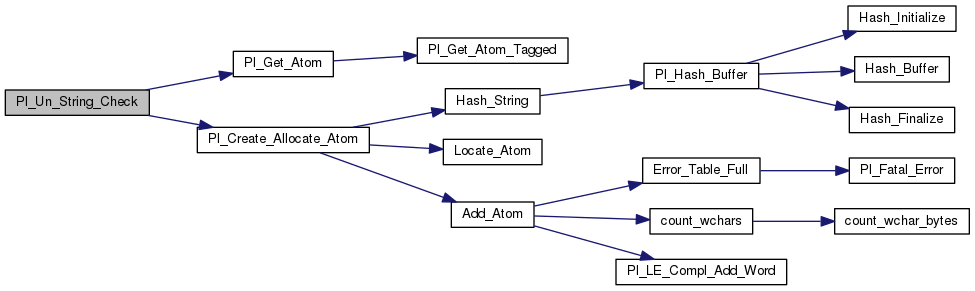 Pl_Un_String_Check
Pl_Get_Atom
Pl_Get_Atom_Tagged
Pl_Create_Allocate_Atom
Hash_String
Pl_Hash_Buffer
Hash_Initialize
Hash_Buffer
Hash_Finalize
Locate_Atom
Add_Atom
Error_Table_Full
Pl_Fatal_Error
count_wchars
count_wchar_bytes
Pl_LE_Compl_Add_Word